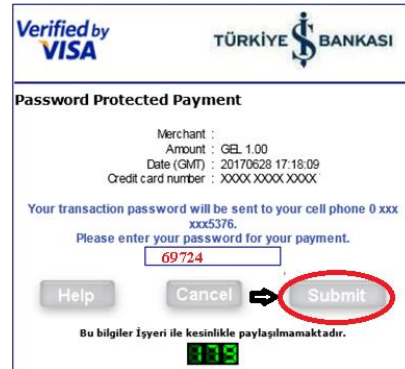 Verified by
VISA
TÜRKİYE İŞ BANKASI
Password Protected Payment
Merchant :
Amount : GEL 1.00
Date (GMT) : 20170628 17:18:09
Credit card number : XXXX XXXX XXXX
Your transaction password will be sent to your cell phone 0 xxx
xxx5376.
Please enter your password for your payment.
69724
Help
Cancel
Submit
Bu bilgiler İşyeri ile kesinlikle paylaşılmamaktadır.
179